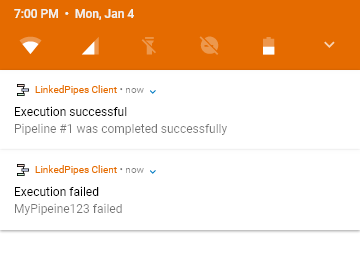 7:00 PM • Mon, Jan 4
LinkedPipes Client • now
Execution successful
Pipeline #1 was completed successfully
LinkedPipes Client • now
Execution failed
MyPipeine123 failed